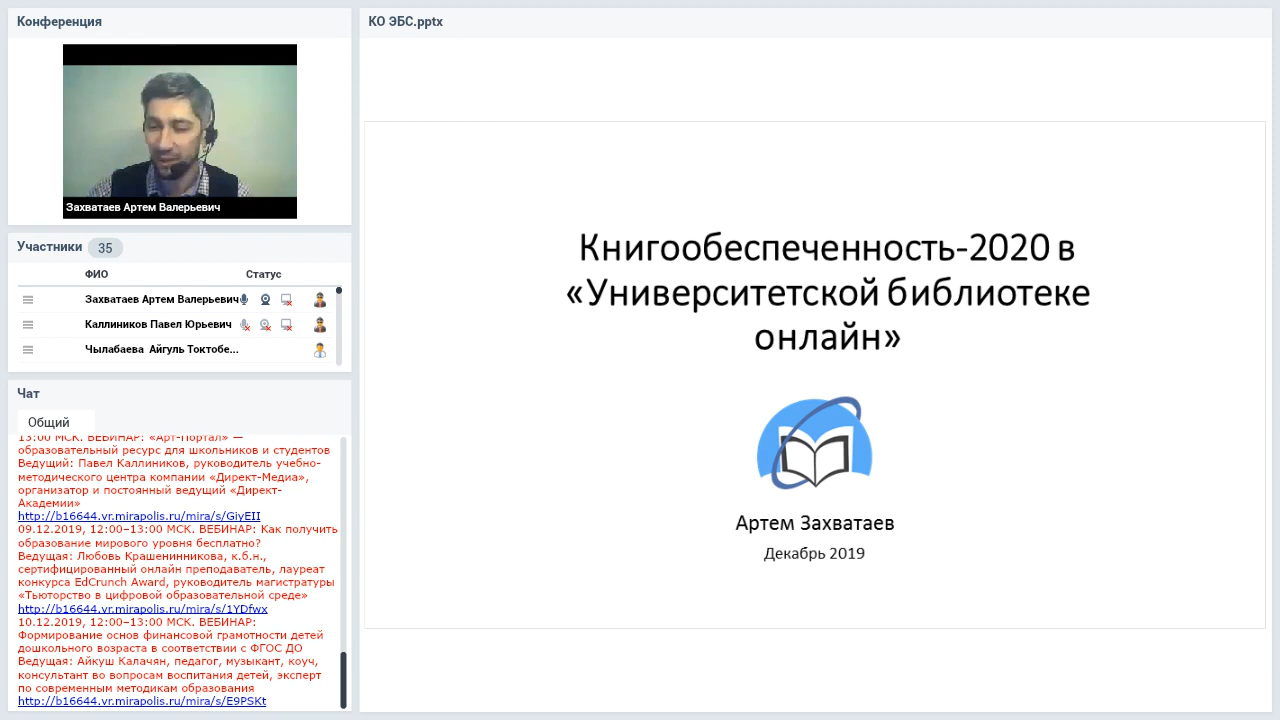 Конференция
Захватаев Артем Валерьевич
Участники 35
ФИО Статус
Захватаев Артем Валерьевич
Каллиников Павел Юрьевич
Чылабаева Айгуль Токтобе...
Чат
Общий
13:00 МСК. ВЕБИНАР: «Арт-Портал» —
образовательный ресурс для школьников и студентов
Ведущий: Павел Каллиников, руководитель учебно-
методического центра компании «Директ-Медиа»,
организатор и постоянный ведущий «Директ-
Академии»
http://b16644.vr.mirapolis.ru/mira/s/GiyEII
09.12.2019, 12:00–13:00 МСК. ВЕБИНАР: Как получить
образование мирового уровня бесплатно?
Ведущая: Любовь Крашенинникова, к.б.н.,
сертифицированный онлайн преподаватель, лауреат
конкурса EdCrunch Award, руководитель магистратуры
«Тьюторство в цифровой образовательной среде»
http://b16644.vr.mirapolis.ru/mira/s/1YDfwx
10.12.2019, 12:00–13:00 МСК. ВЕБИНАР:
Формирование основ финансовой грамотности детей
дошкольного возраста в соответствии с ФГОС ДО
Ведущая: Айкуш Калачян, педагог, музыкант, коуч,
консультант во вопросам воспитания детей, эксперт
по современным методикам образования
http://b16644.vr.mirapolis.ru/mira/s/E9PSKt
КО ЭБС.pptx
Книгообеспеченность-2020 в
«Университетской библиотеке
онлайн»
Артем Захватаев
Декабрь 2019